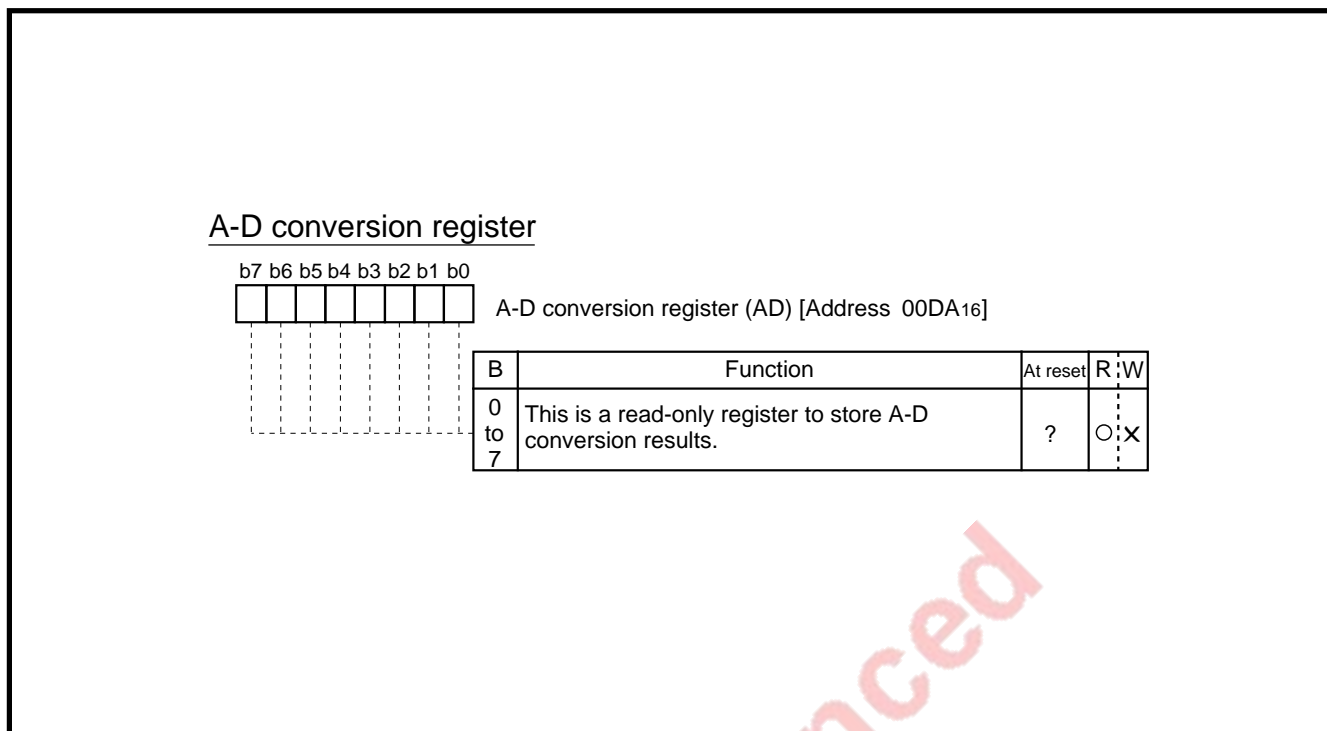 A-D conversion register
b7 b6 b5 b4 b3 b2 b1 b0
A-D conversion register (AD) [Address 00DA16]
B Function At reset R W
0 to 7 This is a read-only register to store A-D conversion results. ? ○ ×